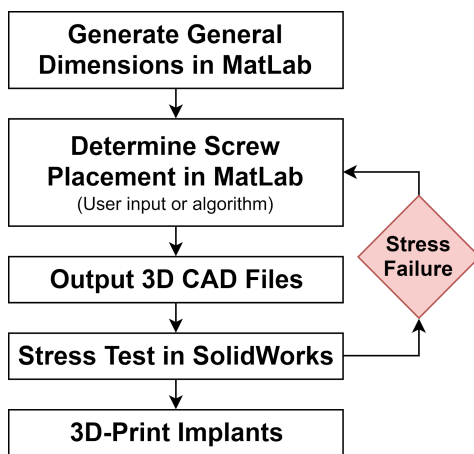 Generate General
Dimensions in MatLab
Determine Screw
Placement in MatLab
(User input or algorithm)
Output 3D CAD Files
Stress Test in SolidWorks
3D-Print Implants
Stress
Failure